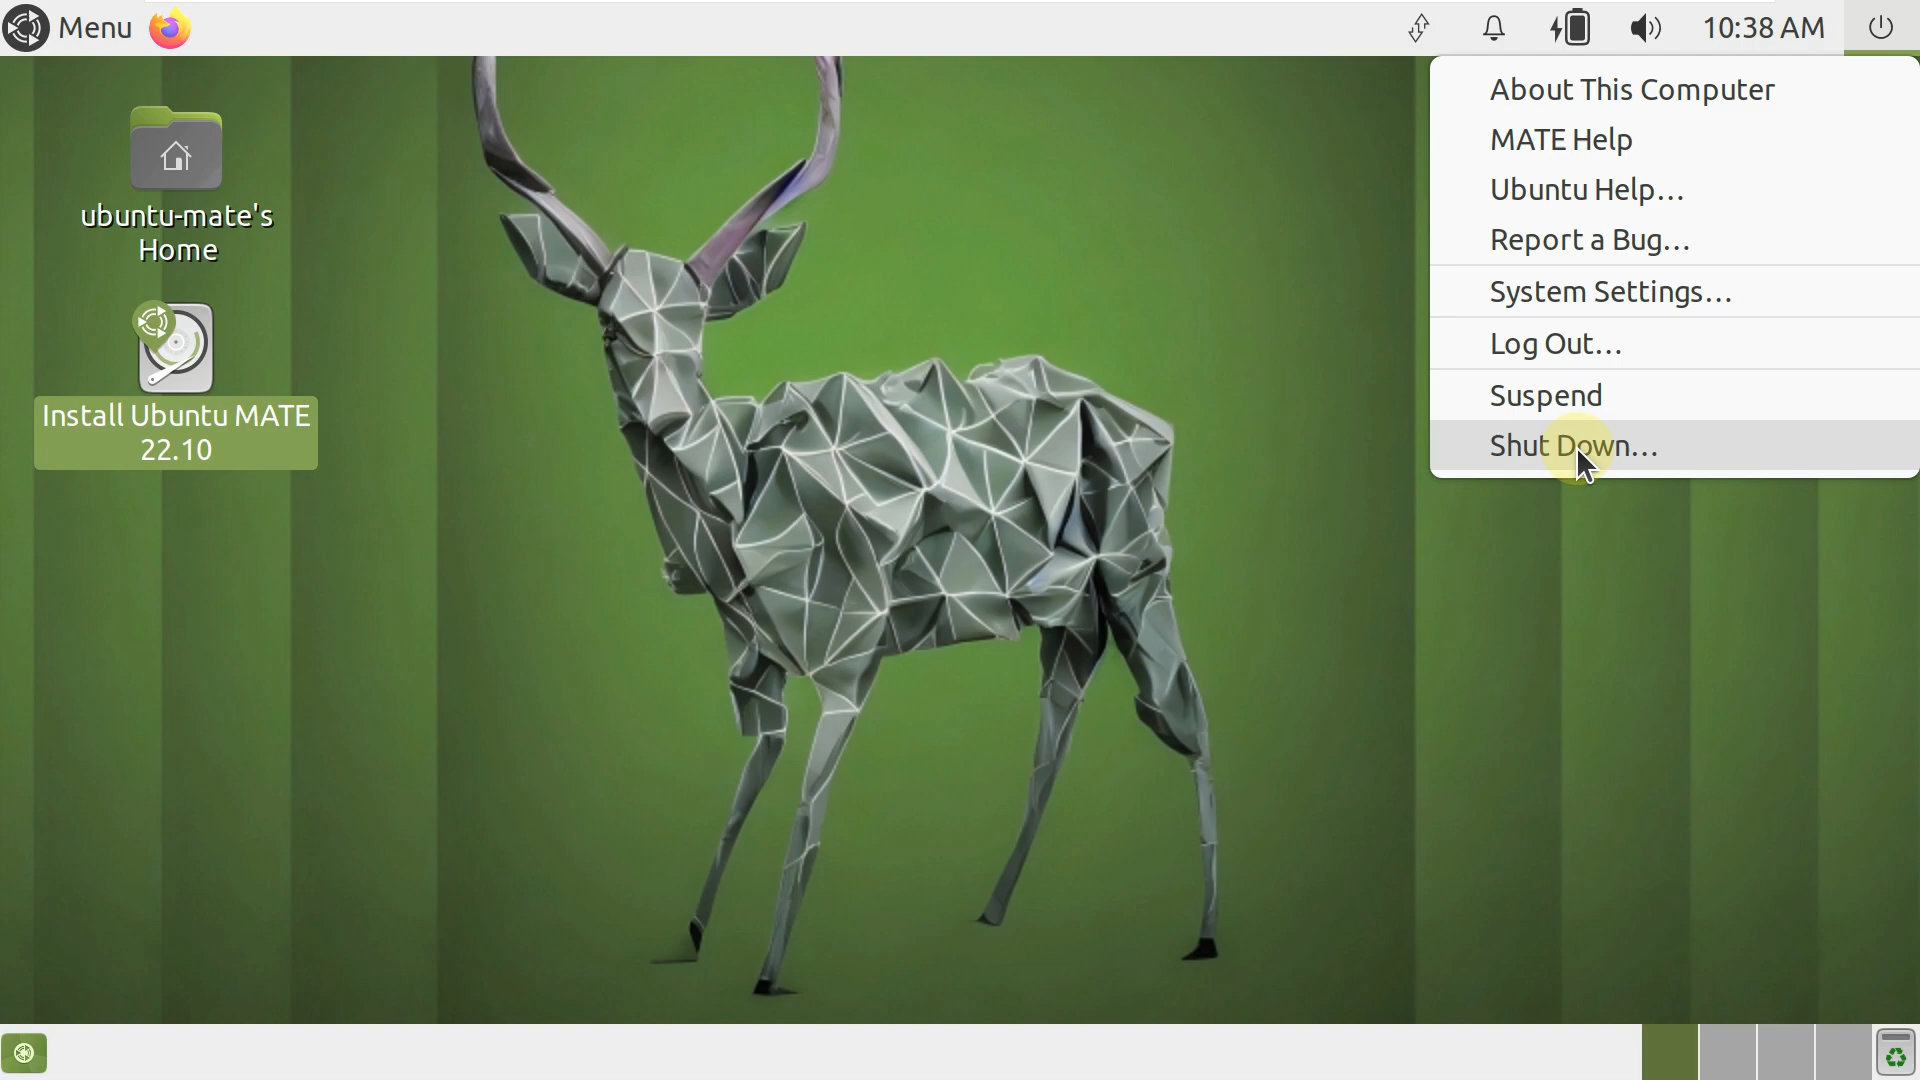 Menu
10:38 AM
About This Computer
MATE Help
Ubuntu Help…
Report a Bug…
System Settings…
Log Out…
Suspend
Shut Down…
ubuntu-mate's
Home
Install Ubuntu MATE
22.10